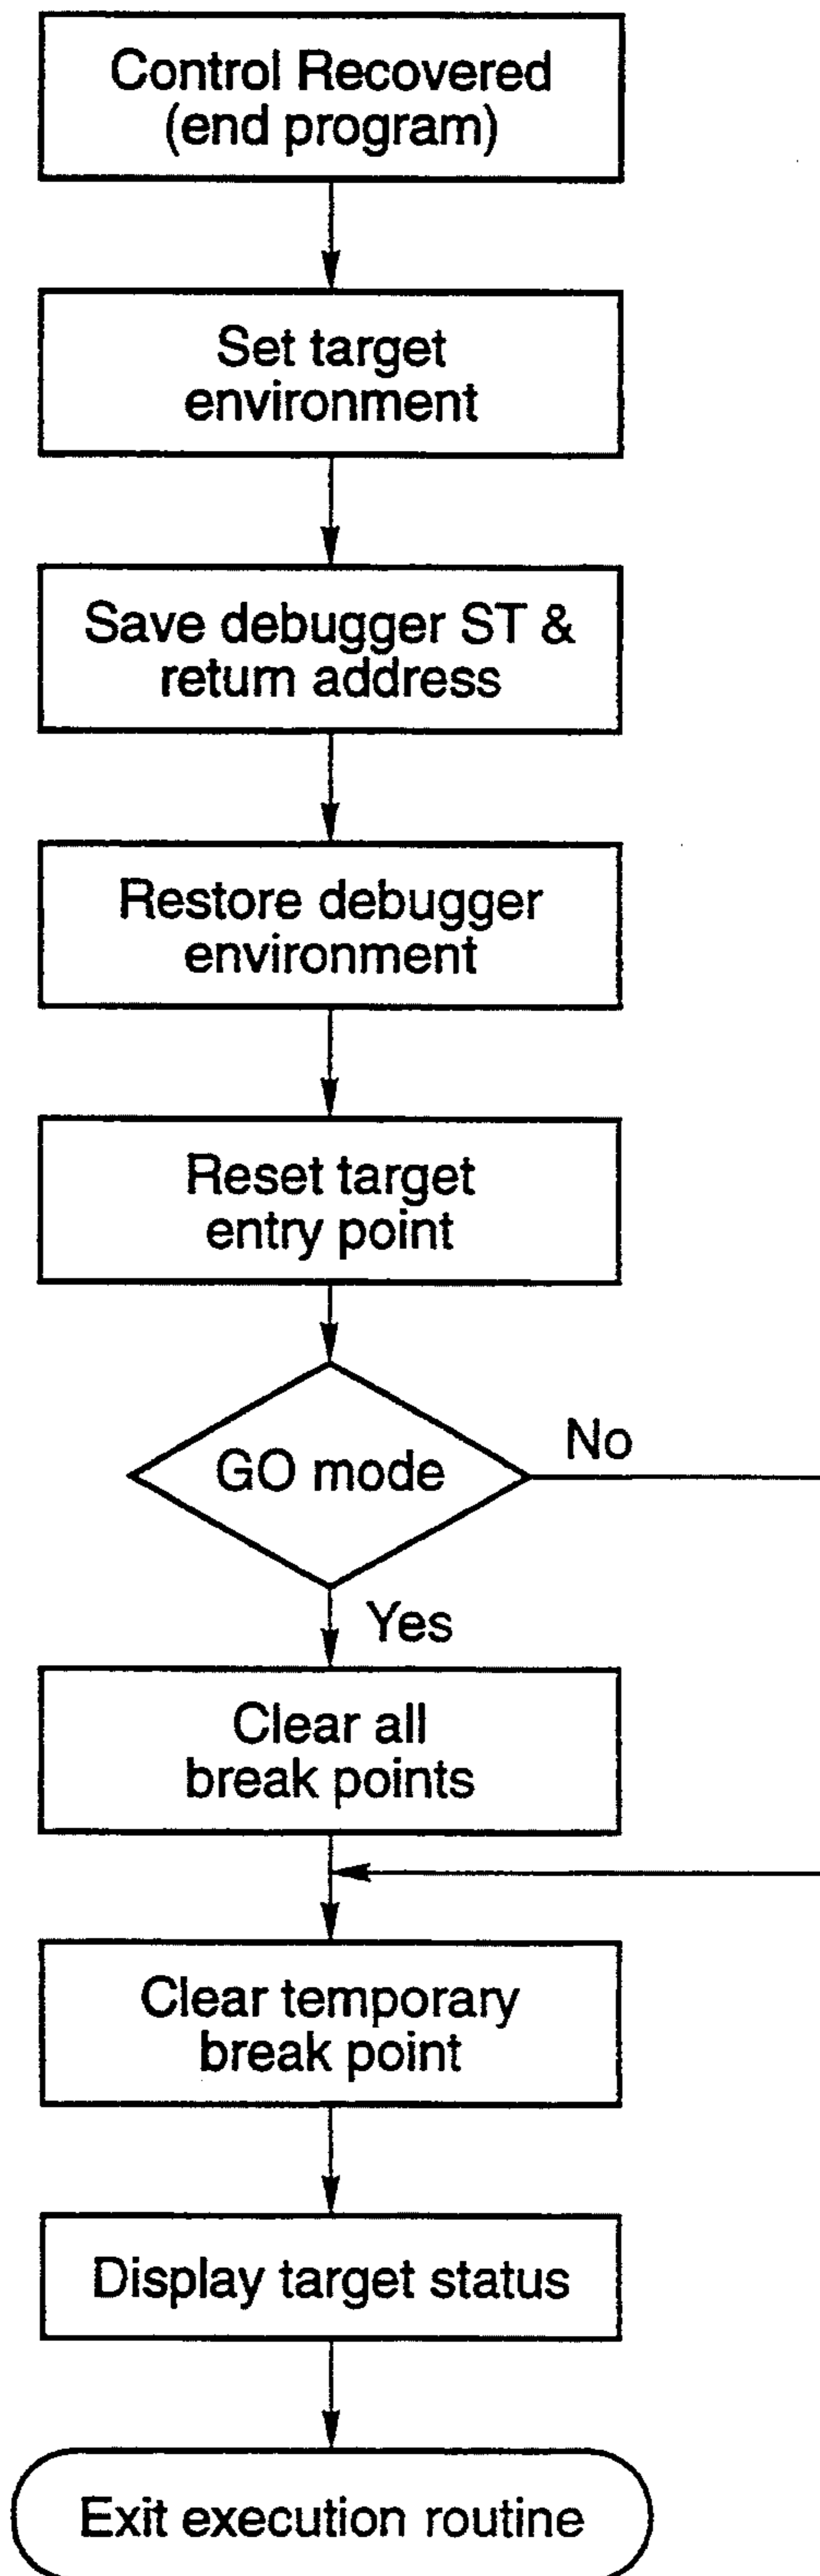 Control Recovered
(end program)
Set target
environment
Save debugger ST &
return address
Restore debugger
environment
Reset target
entry point
GO mode
No
Yes
Clear all
break points
Clear temporary
break point
Display target status
Exit execution routine